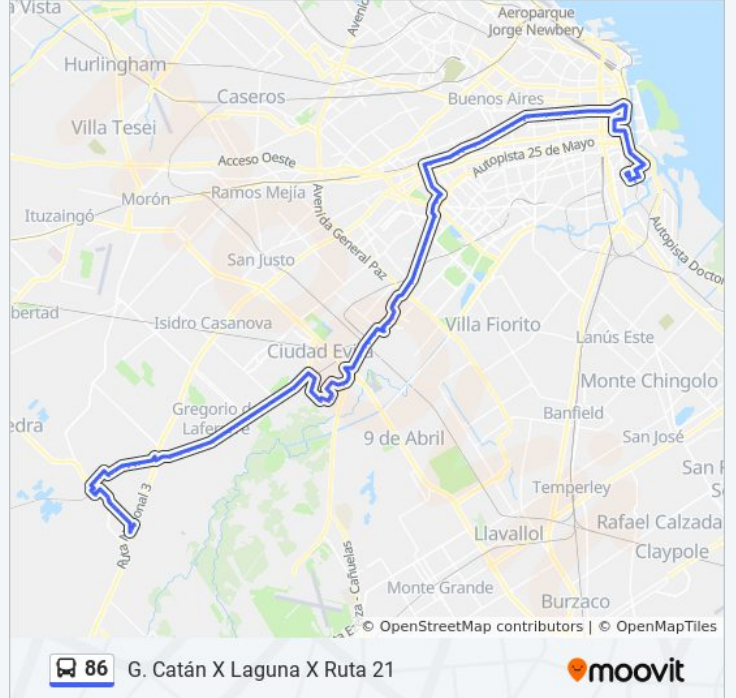 a Vista
Avenic
Aeroparque
Jorge Newbery
Hurlingham
Caseros
Buenos Aires
Villa Tesei
Acceso Oeste
Autopista 25 de Mayo
Morón
Ramos Mejía
Avenida General Paz
Ituzaingó
Autopista Doctor
San Justo
bertad
Isidro Casanova
Villa Fiorito
Lanús Este
Ciudad Evita
Monte Chingolo
Gregorio de
Laferrere
Banfield
edra
9 de Abril
San José
San F
S
Temperley
Ruta Nacional 3
Rafael Calzada
Llavallol
Claypole
Monte Grande
Burzaco
za - Cañuelas
© OpenStreetMap contributors | © OpenMapTiles
86 G. Catán X Laguna X Ruta 21
moovit